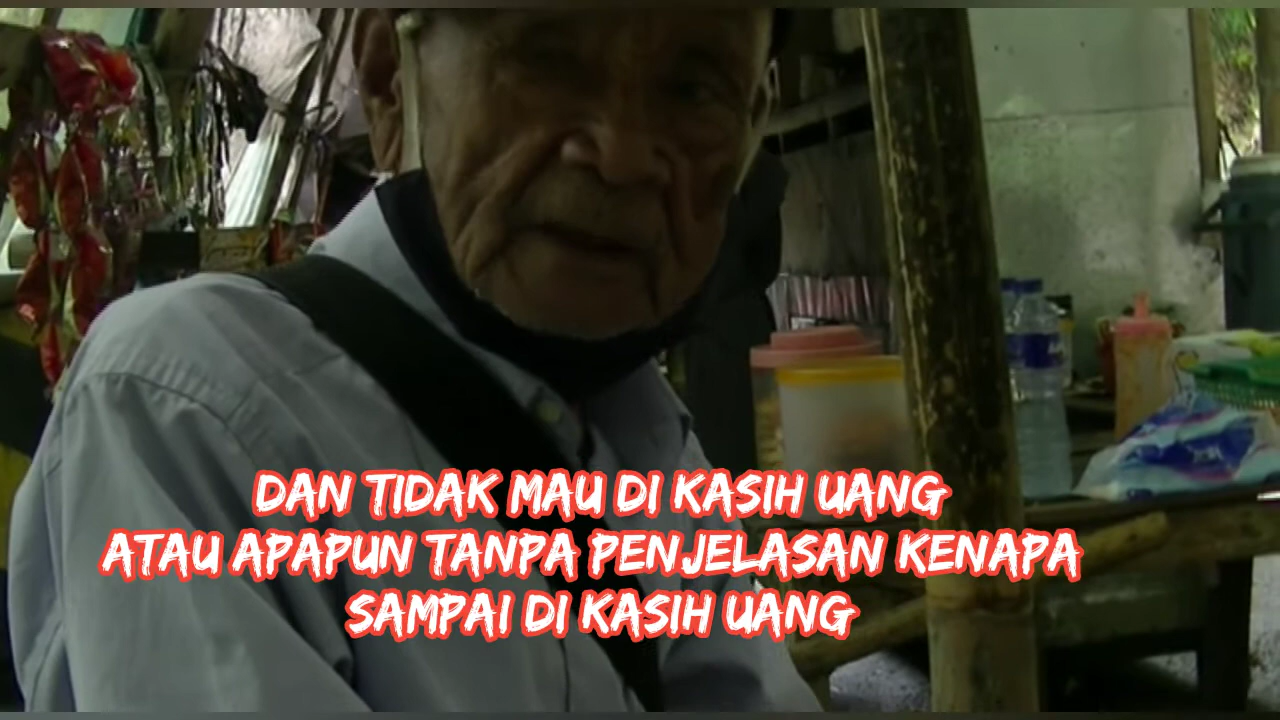 DAN TIDAK MAU DI KASIH UANG
ATAU APAPUN TANPA PENJELASAN KENAPA
SAMPAI DI KASIH UANG